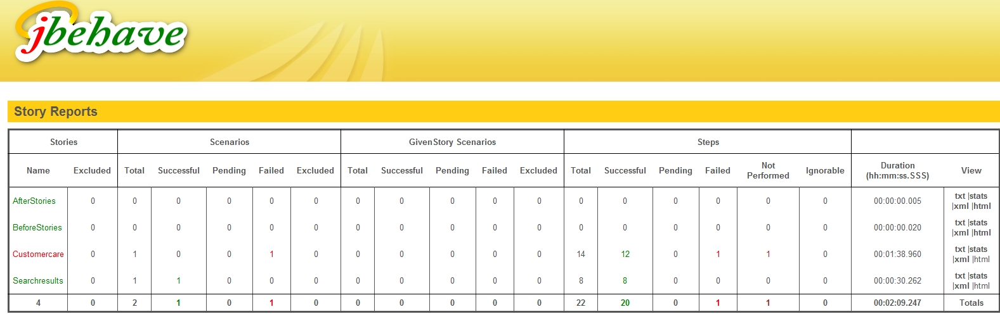 jbehave
Story Reports
Stories Scenarios GivenStory Scenarios Steps
Name Excluded Total Successful Pending Failed Excluded Total Successful Pending Failed Excluded Total Successful Pending Failed Not Performed Ignorable Duration (hh:mm:ss.SSS) View
AfterStories 0 0 0 0 0 0 0 0 0 0 0 0 0 0 0 0 0 00:00:00.005 txt |stats |xml |html
BeforeStories 0 0 0 0 0 0 0 0 0 0 0 0 0 0 0 0 0 00:00:00.020 txt |stats |xml |html
Customercare 0 1 0 0 1 0 0 0 0 0 0 14 12 0 1 1 0 00:01:38.960 txt |stats |xml |html
Searchresults 0 1 1 0 0 0 0 0 0 0 0 8 8 0 0 0 0 00:00:30.262 txt |stats |xml |html
4 0 2 1 0 1 0 0 0 0 0 0 22 20 0 1 1 0 00:02:09.247 Totals